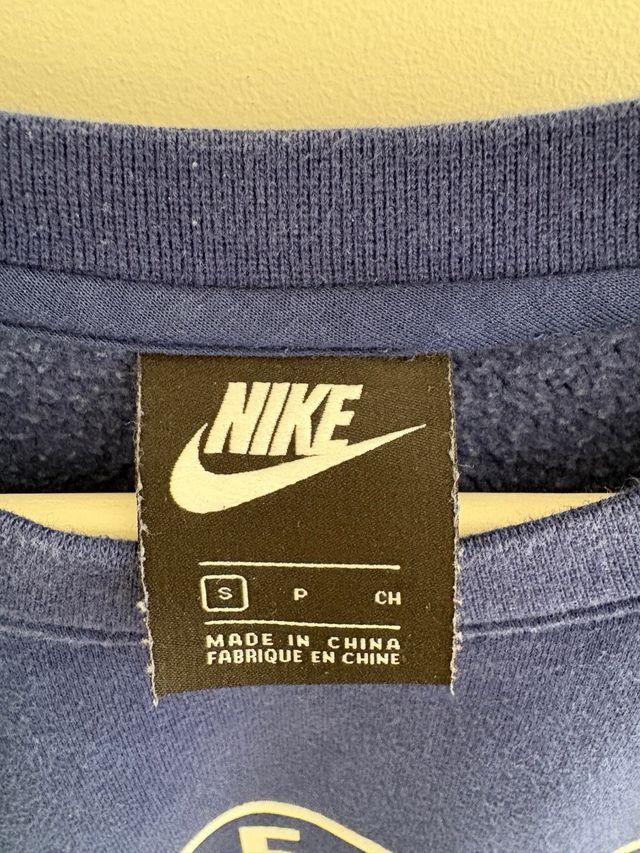 NIKE
S P CH
MADE IN CHINA
FABRIQUE EN CHINE
F